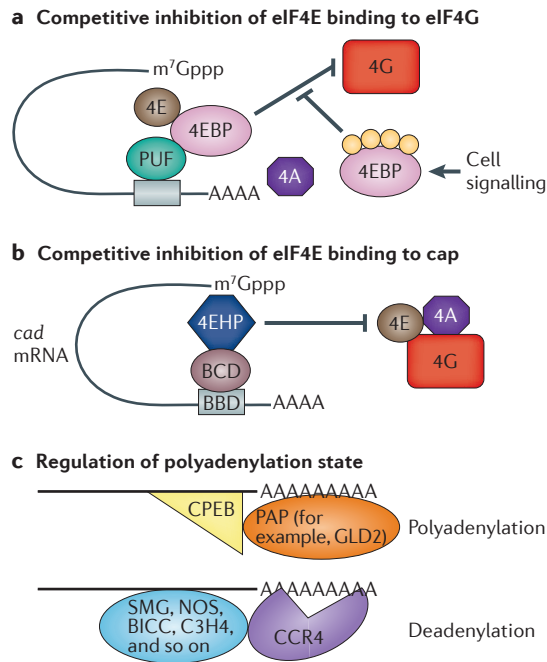 a Competitive inhibition of eIF4E binding to eIF4G
m⁷Gppp
4G
4E
4EBP
PUF
AAAA
4A
4EBP
Cell
signalling
b Competitive inhibition of eIF4E binding to cap
m⁷Gppp
cad
mRNA
4EHP
4E
4A
4G
BCD
BBD
AAAA
c Regulation of polyadenylation state
AAAAAAAAA
CPEB
PAP (for
example, GLD2)
Polyadenylation
AAAAAAAAA
SMG, NOS,
BICC, C3H4,
and so on
CCR4
Deadenylation